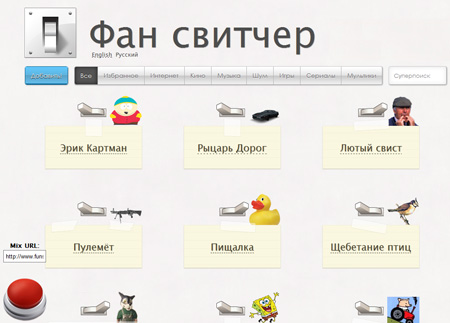 Фан свитчер
English Русский
Добавить Все Избранное Интернет Кино Музыка Шум Игры Сериалы Мультики Суперпоиск
Эрик Картман Рыцарь Дорог Лютый свист
Пулемёт Пищалка Щебетание птиц
Mix URL:
http://www.fun